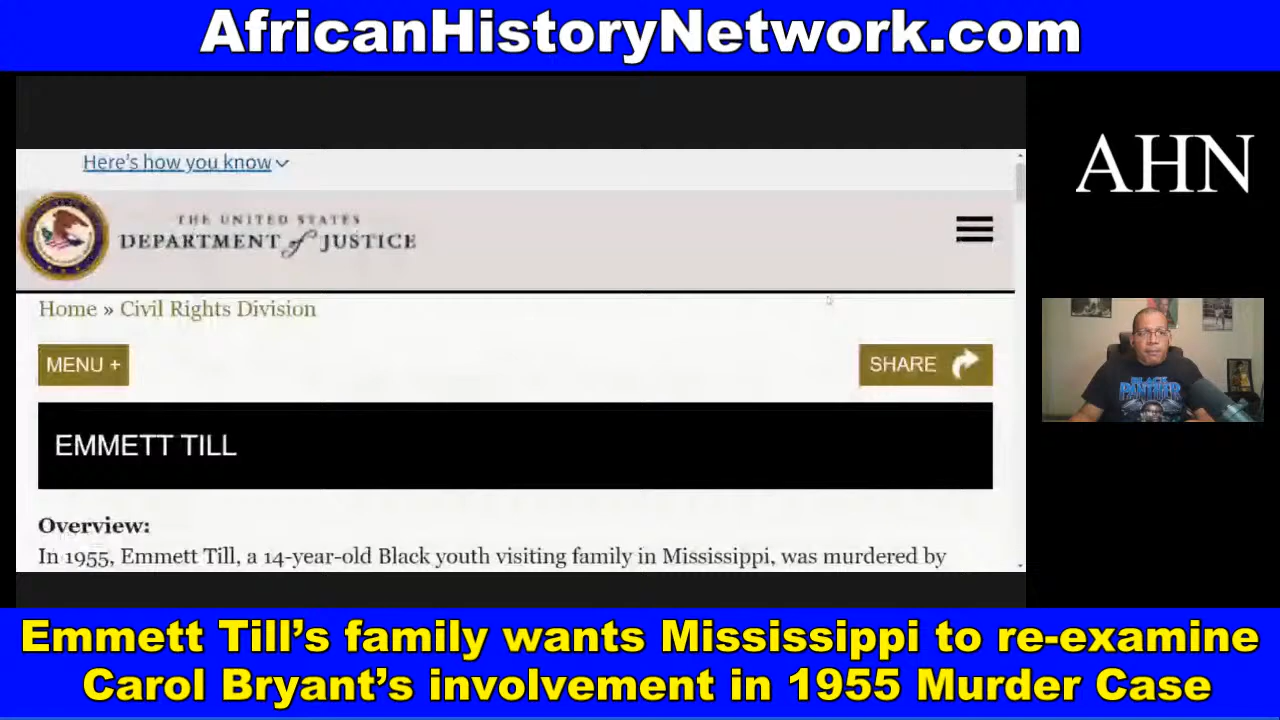 AfricanHistoryNetwork.com
AHN
Here's how you know
THE UNITED STATES
DEPARTMENT of JUSTICE
Home » Civil Rights Division
MENU +
SHARE
EMMETT TILL
Overview:
In 1955, Emmett Till, a 14-year-old Black youth visiting family in Mississippi, was murdered by
BLACK
PANTHER
Emmett Till’s family wants Mississippi to re-examine
Carol Bryant’s involvement in 1955 Murder Case